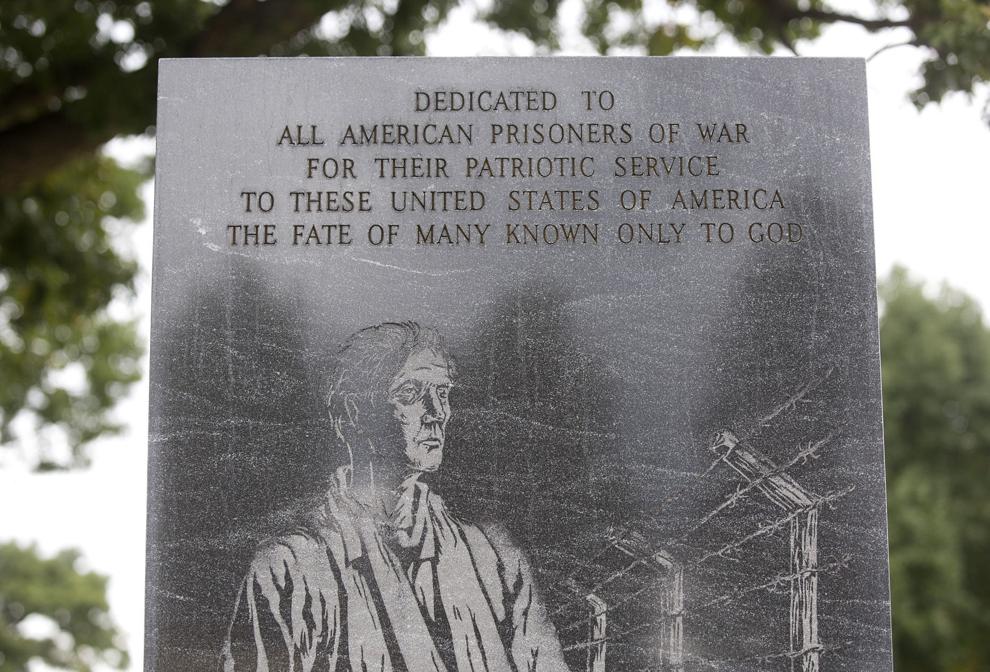 DEDICATED TO
ALL AMERICAN PRISONERS OF WAR
FOR THEIR PATRIOTIC SERVICE
TO THESE UNITED STATES OF AMERICA
THE FATE OF MANY KNOWN ONLY TO GOD